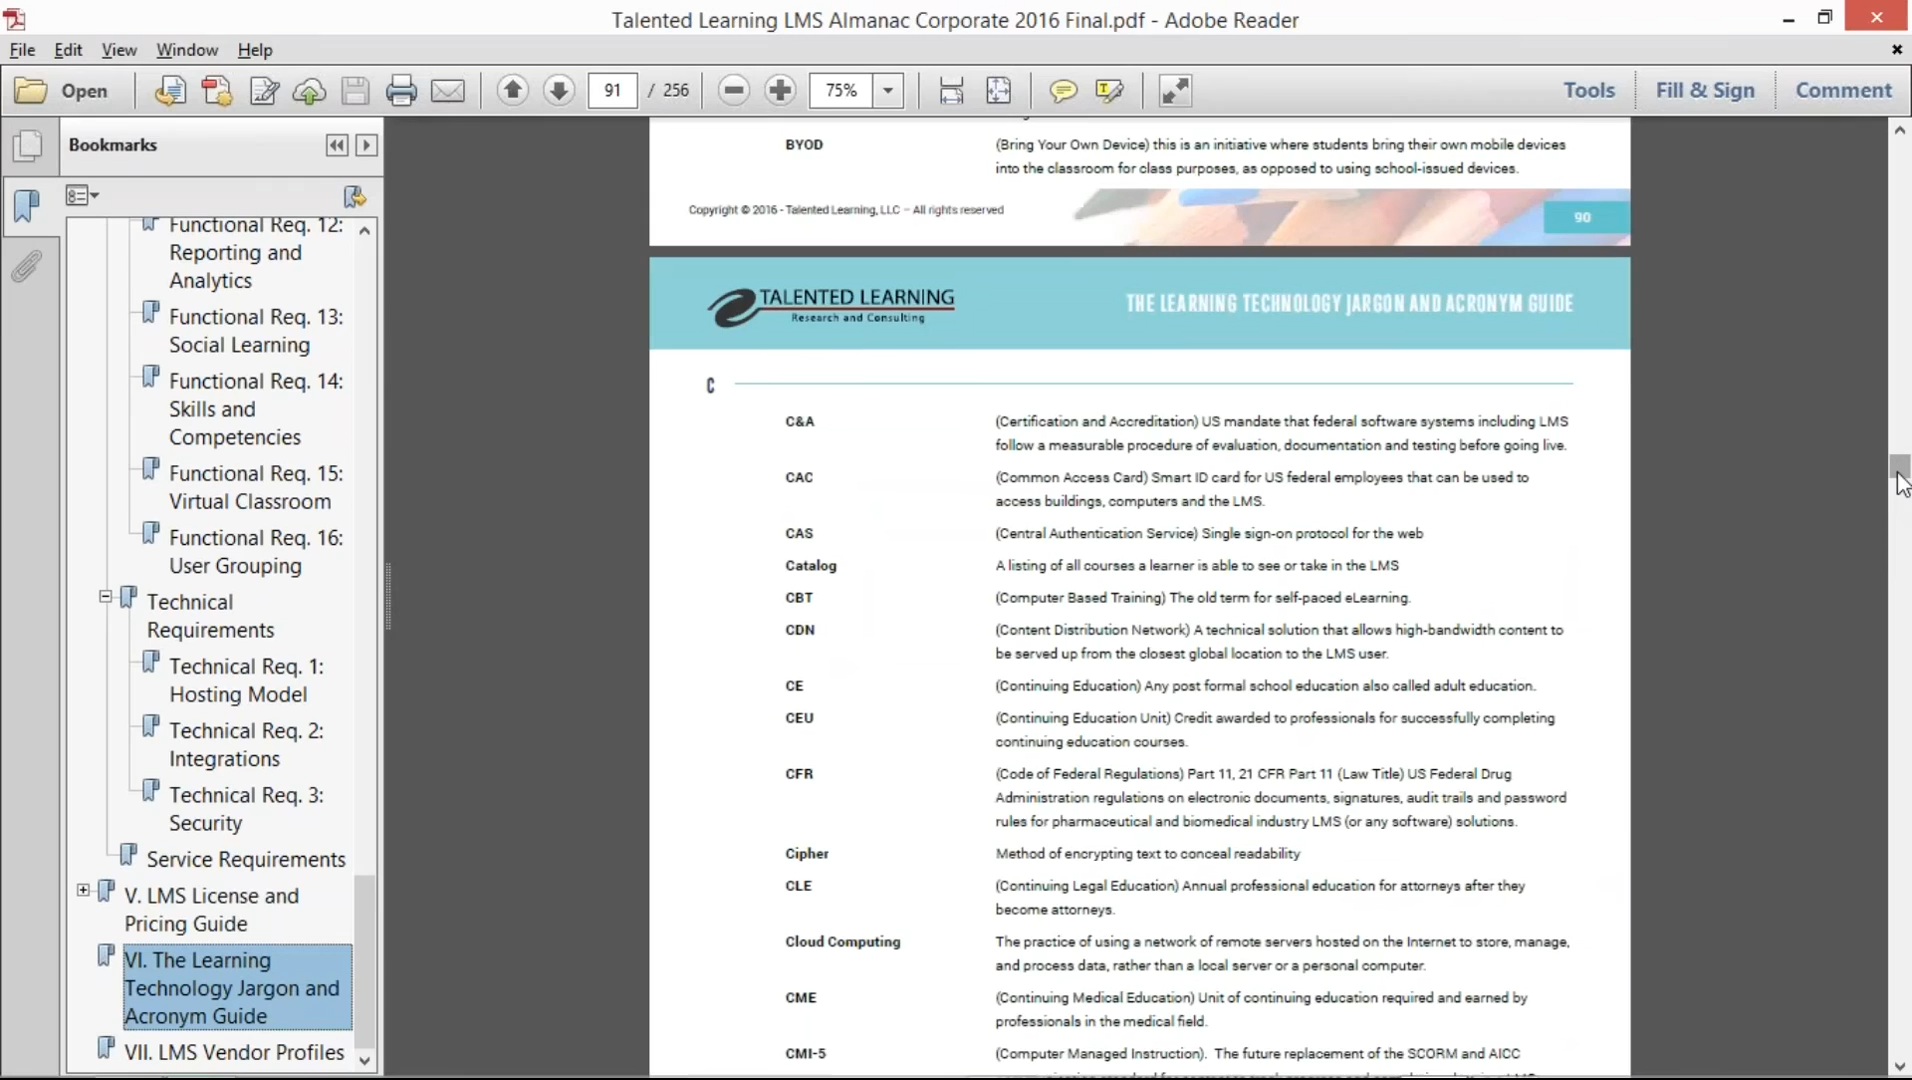 Talented Learning LMS Almanac Corporate 2016 Final.pdf - Adobe Reader
File Edit View Window Help
Open 91 / 256 75% Tools Fill & Sign Comment
Bookmarks
Functional Req. 12:
Reporting and
Analytics
Functional Req. 13:
Social Learning
Functional Req. 14:
Skills and
Competencies
Functional Req. 15:
Virtual Classroom
Functional Req. 16:
User Grouping
Technical
Requirements
Technical Req. 1:
Hosting Model
Technical Req. 2:
Integrations
Technical Req. 3:
Security
Service Requirements
V. LMS License and
Pricing Guide
VI. The Learning
Technology Jargon and
Acronym Guide
VII. LMS Vendor Profiles
BYOD (Bring Your Own Device) this is an initiative where students bring their own mobile devices
into the classroom for class purposes, as opposed to using school-issued devices.
Copyright © 2016 - Talented Learning, LLC – All rights reserved 90
TALENTED LEARNING
Research and Consulting
THE LEARNING TECHNOLOGY JARGON AND ACRONYM GUIDE
C
C&A (Certification and Accreditation) US mandate that federal software systems including LMS
follow a measurable procedure of evaluation, documentation and testing before going live.
CAC (Common Access Card) Smart ID card for US federal employees that can be used to
access buildings, computers and the LMS.
CAS (Central Authentication Service) Single sign-on protocol for the web
Catalog A listing of all courses a learner is able to see or take in the LMS
CBT (Computer Based Training) The old term for self-paced eLearning.
CDN (Content Distribution Network) A technical solution that allows high-bandwidth content to
be served up from the closest global location to the LMS user.
CE (Continuing Education) Any post formal school education also called adult education.
CEU (Continuing Education Unit) Credit awarded to professionals for successfully completing
continuing education courses.
CFR (Code of Federal Regulations) Part 11, 21 CFR Part 11 (Law Title) US Federal Drug
Administration regulations on electronic documents, signatures, audit trails and password
rules for pharmaceutical and biomedical industry LMS (or any software) solutions.
Cipher Method of encrypting text to conceal readability
CLE (Continuing Legal Education) Annual professional education for attorneys after they
become attorneys.
Cloud Computing The practice of using a network of remote servers hosted on the Internet to store, manage,
and process data, rather than a local server or a personal computer.
CME (Continuing Medical Education) Unit of continuing education required and earned by
professionals in the medical field.
CMI-5 (Computer Managed Instruction). The future replacement of the SCORM and AICC